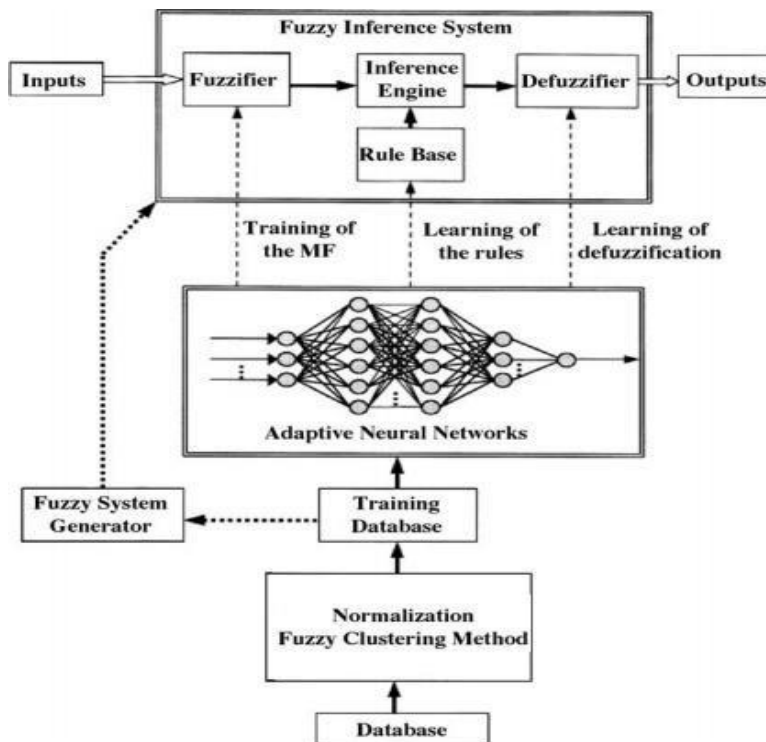 Fuzzy Inference System
Inputs
Fuzzifier
Inference
Engine
Defuzzifier
Outputs
Rule Base
Training of
the MF
Learning of
the rules
Learning of
defuzzification
Adaptive Neural Networks
Fuzzy System
Generator
Training
Database
Normalization
Fuzzy Clustering Method
Database